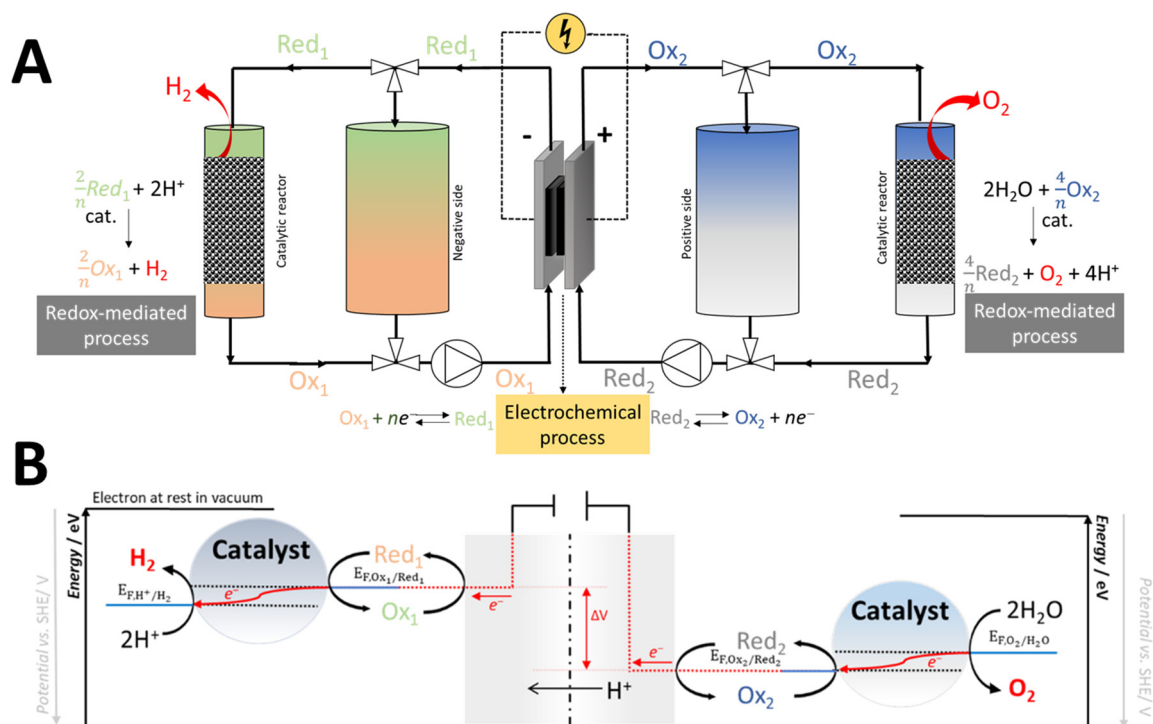 A
Red₁
Red₁
Ox₂
Ox₂
H₂
O₂
-
+
2/n Red₁ + 2H⁺
cat.
2/n Ox₁ + H₂
Redox-mediated
process
Catalytic reactor
Negative side
Positive side
Catalytic reactor
2H₂O + 4/n Ox₂
cat.
4/n Red₂ + O₂ + 4H⁺
Redox-mediated
process
Ox₁
Ox₁
Red₂
Red₂
Ox₁ + ne⁻ ⇄ Red₁
Electrochemical
process
Red₂ ⇄ Ox₂ + ne⁻
B
Electron at rest in vacuum
Potential vs. SHE/ V
Energy / eV
H₂
E_F,H⁺/H₂
2H⁺
Catalyst
e⁻
Red₁
E_F,Ox₁/Red₁
Ox₁
e⁻
ΔV
H⁺
e⁻
Red₂
E_F,Ox₂/Red₂
Ox₂
Catalyst
e⁻
2H₂O
E_F,O₂/H₂O
O₂
Energy / eV
Potential vs. SHE/ V